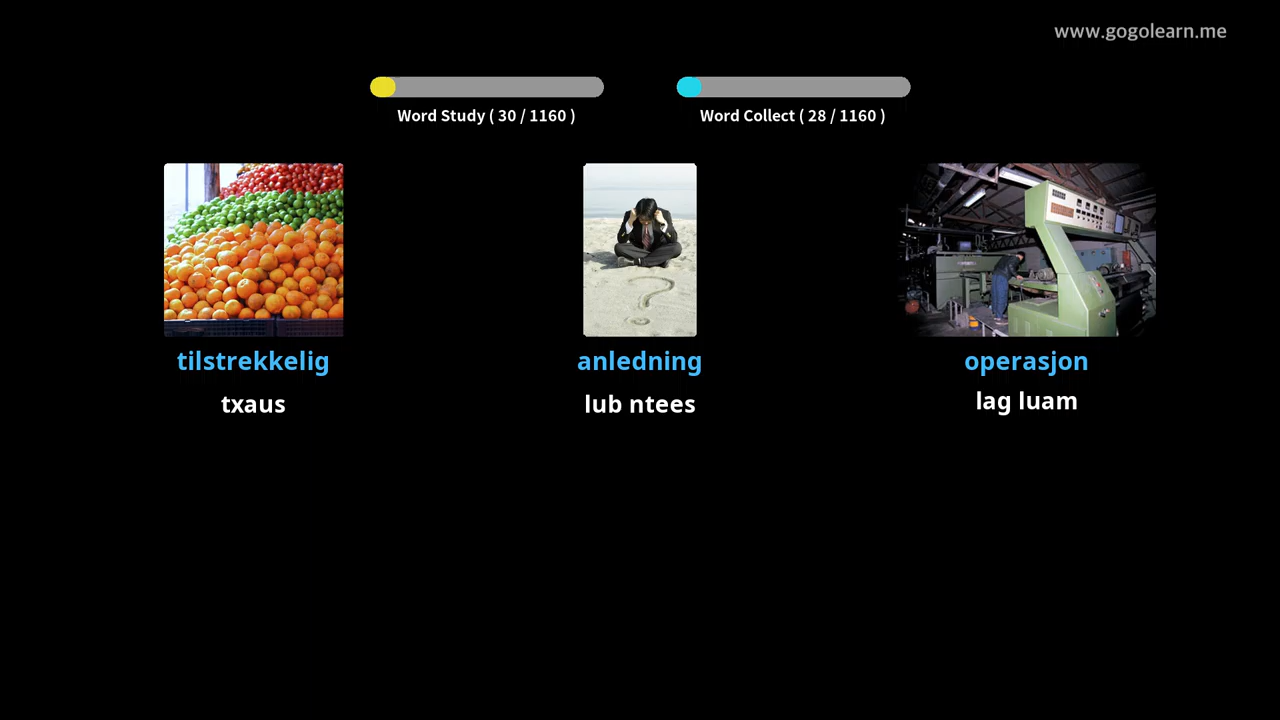 www.gogolearn.me
Word Study ( 30 / 1160 )
Word Collect ( 28 / 1160 )
tilstrekkelig
anledning
operasjon
txaus
lub ntees
lag luam